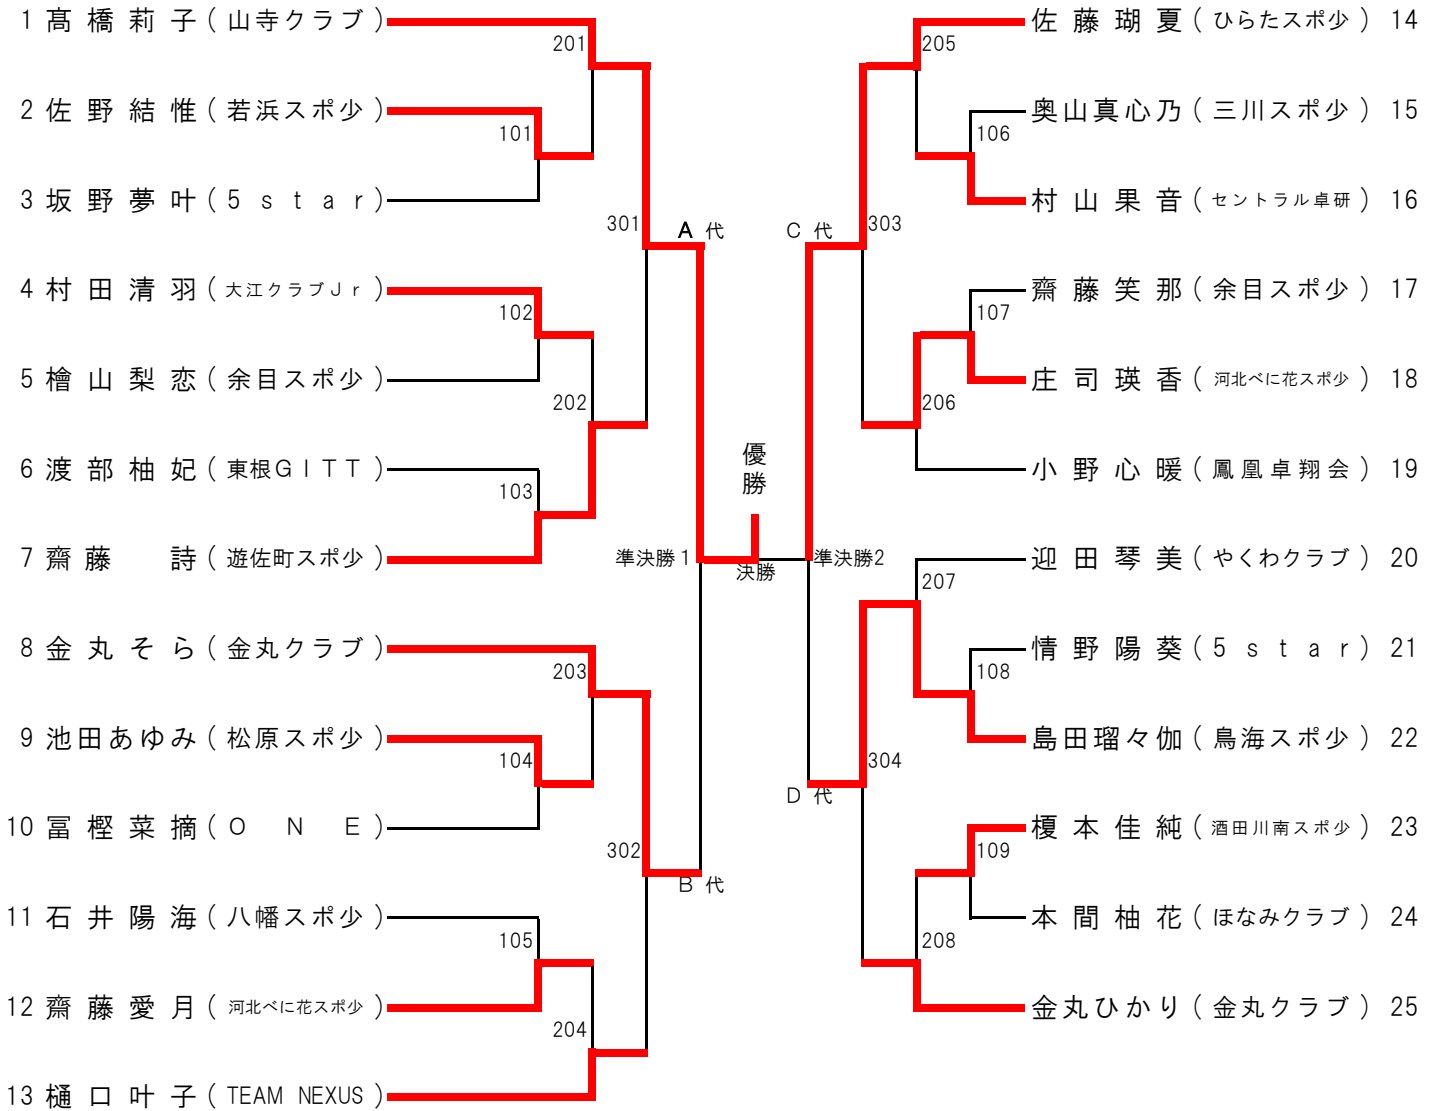 1 髙橋莉子(山寺クラブ)
201
2 佐野結惟(若浜スポ少)
101
3 坂野夢叶(5star)
301
A代
4 村田清羽(大江クラブJr)
102
5 檜山梨恋(余目スポ少)
202
6 渡部柚妃(東根GITT)
103
7 齋藤 詩(遊佐町スポ少)
準決勝1
8 金丸そら(金丸クラブ)
203
9 池田あゆみ(松原スポ少)
104
10 冨樫菜摘(ONE)
302
B代
11 石井陽海(八幡スポ少)
105
12 齋藤愛月(河北べに花スポ少)
204
13 樋口叶子(TEAM NEXUS)
優勝
決勝
佐藤瑚夏(ひらたスポ少) 14
205
奥山真心乃(三川スポ少) 15
106
村山果音(セントラル卓研) 16
C代
303
齋藤笑那(余目スポ少) 17
107
庄司瑛香(河北べに花スポ少) 18
206
小野心暖(鳳凰卓翔会) 19
準決勝2
迎田琴美(やくわクラブ) 20
207
情野陽葵(5star) 21
108
島田瑠々伽(鳥海スポ少) 22
304
D代
榎本佳純(酒田川南スポ少) 23
109
本間柚花(ほなみクラブ) 24
208
金丸ひかり(金丸クラブ) 25